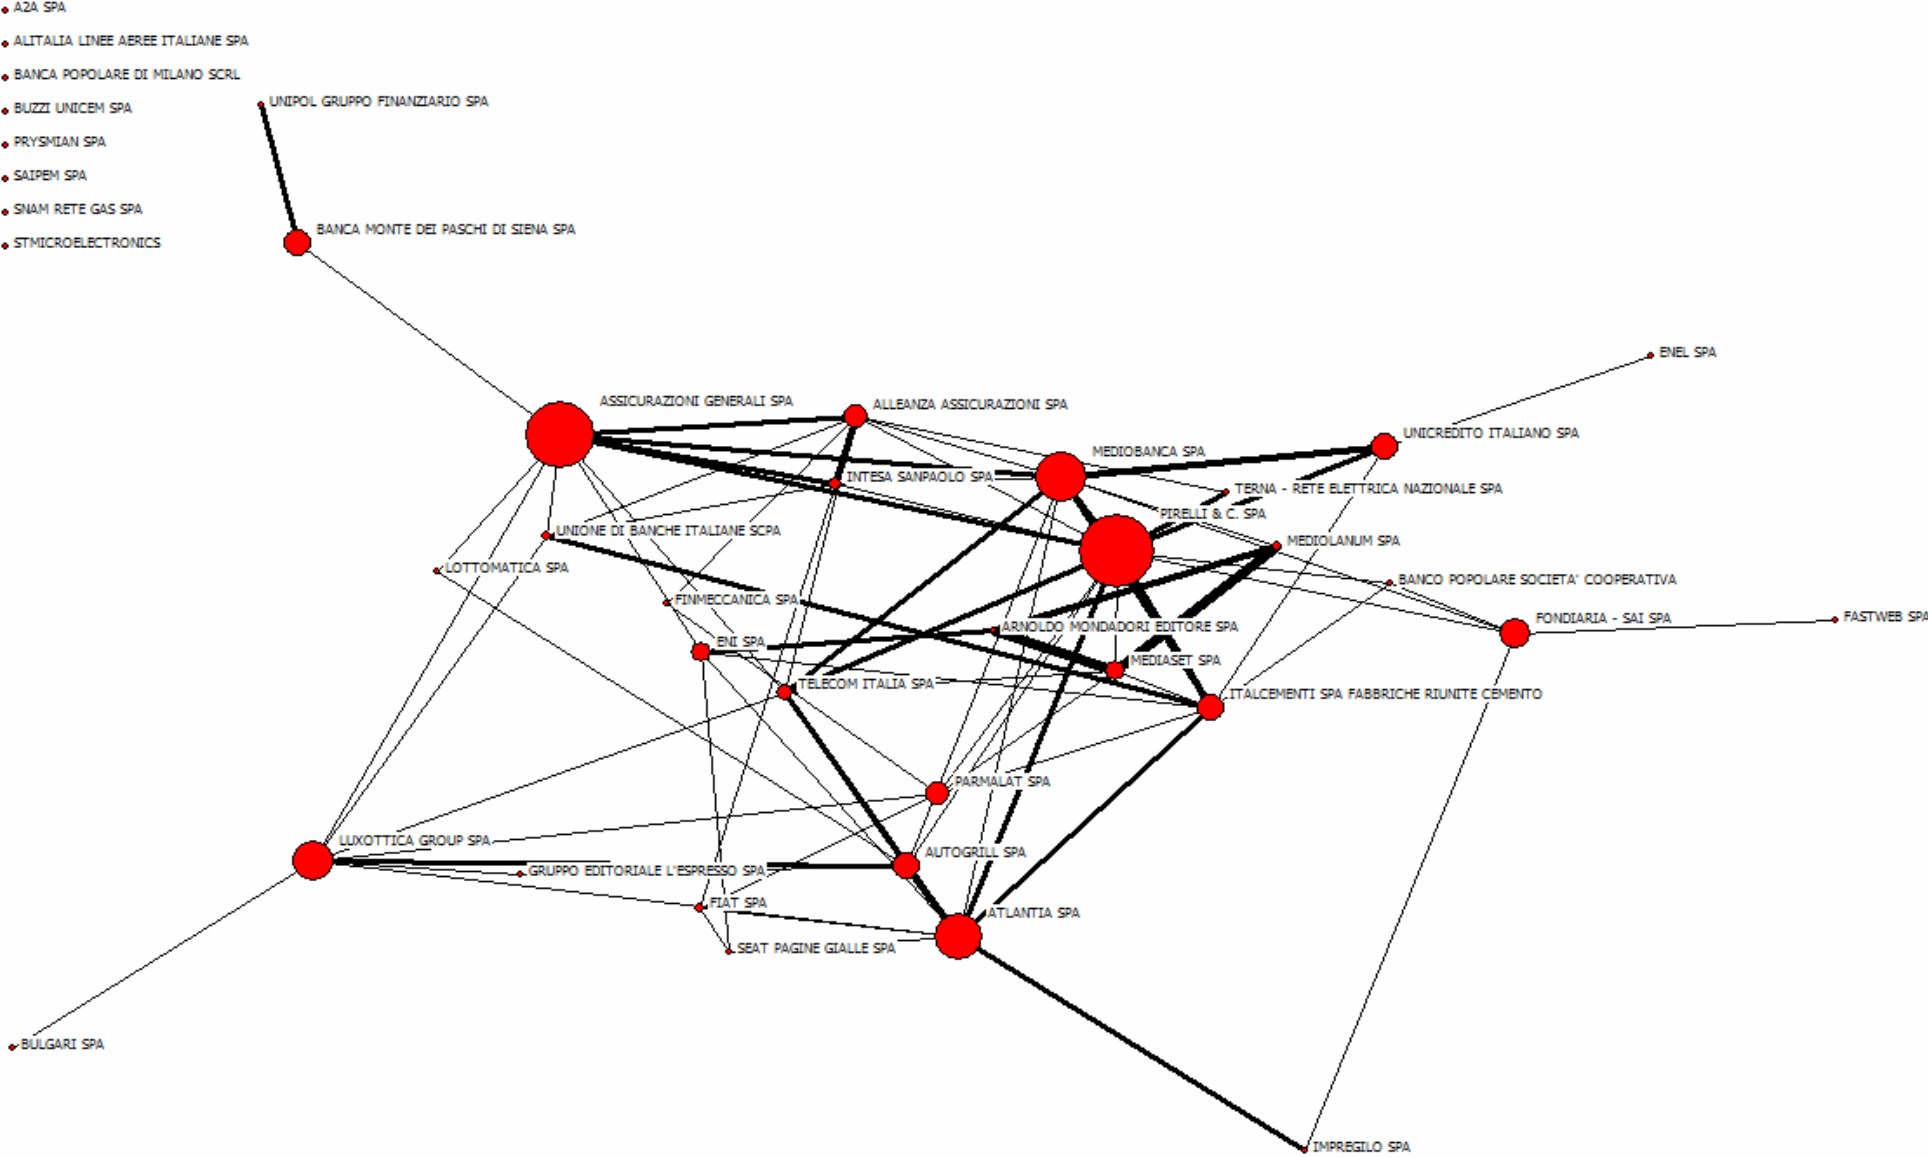 A2A SPA
ALITALIA LINEE AEREE ITALIANE SPA
BANCA POPOLARE DI MILANO SCRL
UNIPOL GRUPPO FINANZIARIO SPA
BUZZI UNICEM SPA
PRYSMIAN SPA
SAIPEM SPA
SNAM RETE GAS SPA
BANCA MONTE DEI PASCHI DI SIENA SPA
STMICROELECTRONICS
ENEL SPA
ASSICURAZIONI GENERALI SPA
ALLEANZA ASSICURAZIONI SPA
UNICREDITO ITALIANO SPA
MEDIOBANCA SPA
INTESA SANPAOLO SPA
TERNA - RETE ELETTRICA NAZIONALE SPA
PIRELLI & C. SPA
UNIONE DI BANCHE ITALIANE SCPA
MEDIOLANUM SPA
LOTTOMATICA SPA
BANCO POPOLARE SOCIETA' COOPERATIVA
FINMECCANICA SPA
FONDIARIA - SAI SPA
FASTWEB SPA
ARNOLDO MONDADORI EDITORE SPA
ENI SPA
MEDIASET SPA
TELECOM ITALIA SPA
ITALCEMENTI SPA FABBRICHE RIUNITE CEMENTO
PARMALAT SPA
LUXOTTICA GROUP SPA
AUTOGRILL SPA
GRUPPO EDITORIALE L'ESPRESSO SPA
FIAT SPA
ATLANTIA SPA
SEAT PAGINE GIALLE SPA
BULGARI SPA
IMPREGILO SPA